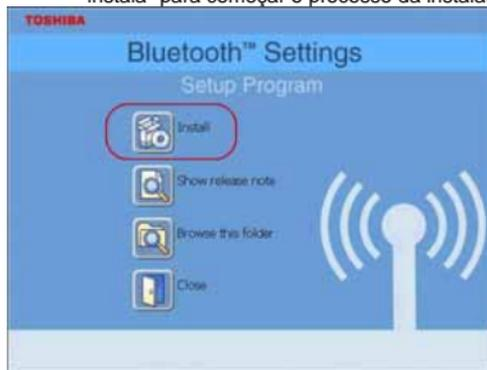 instala" para começar o processo da instala
TOSHIBA
Bluetooth™ Settings
Setup Program
Install
Show release note
Browse this folder
Close